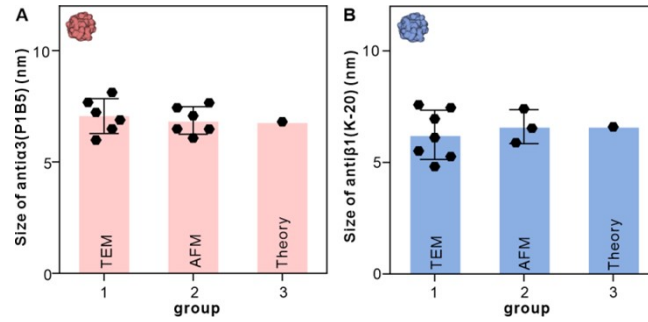 A
Size of antiα3(P1B5) (nm)
10
5
0
TEM
AFM
Theory
1
2
3
group
B
Size of antiβ1(K-20) (nm)
10
5
0
TEM
AFM
Theory
1
2
3
group